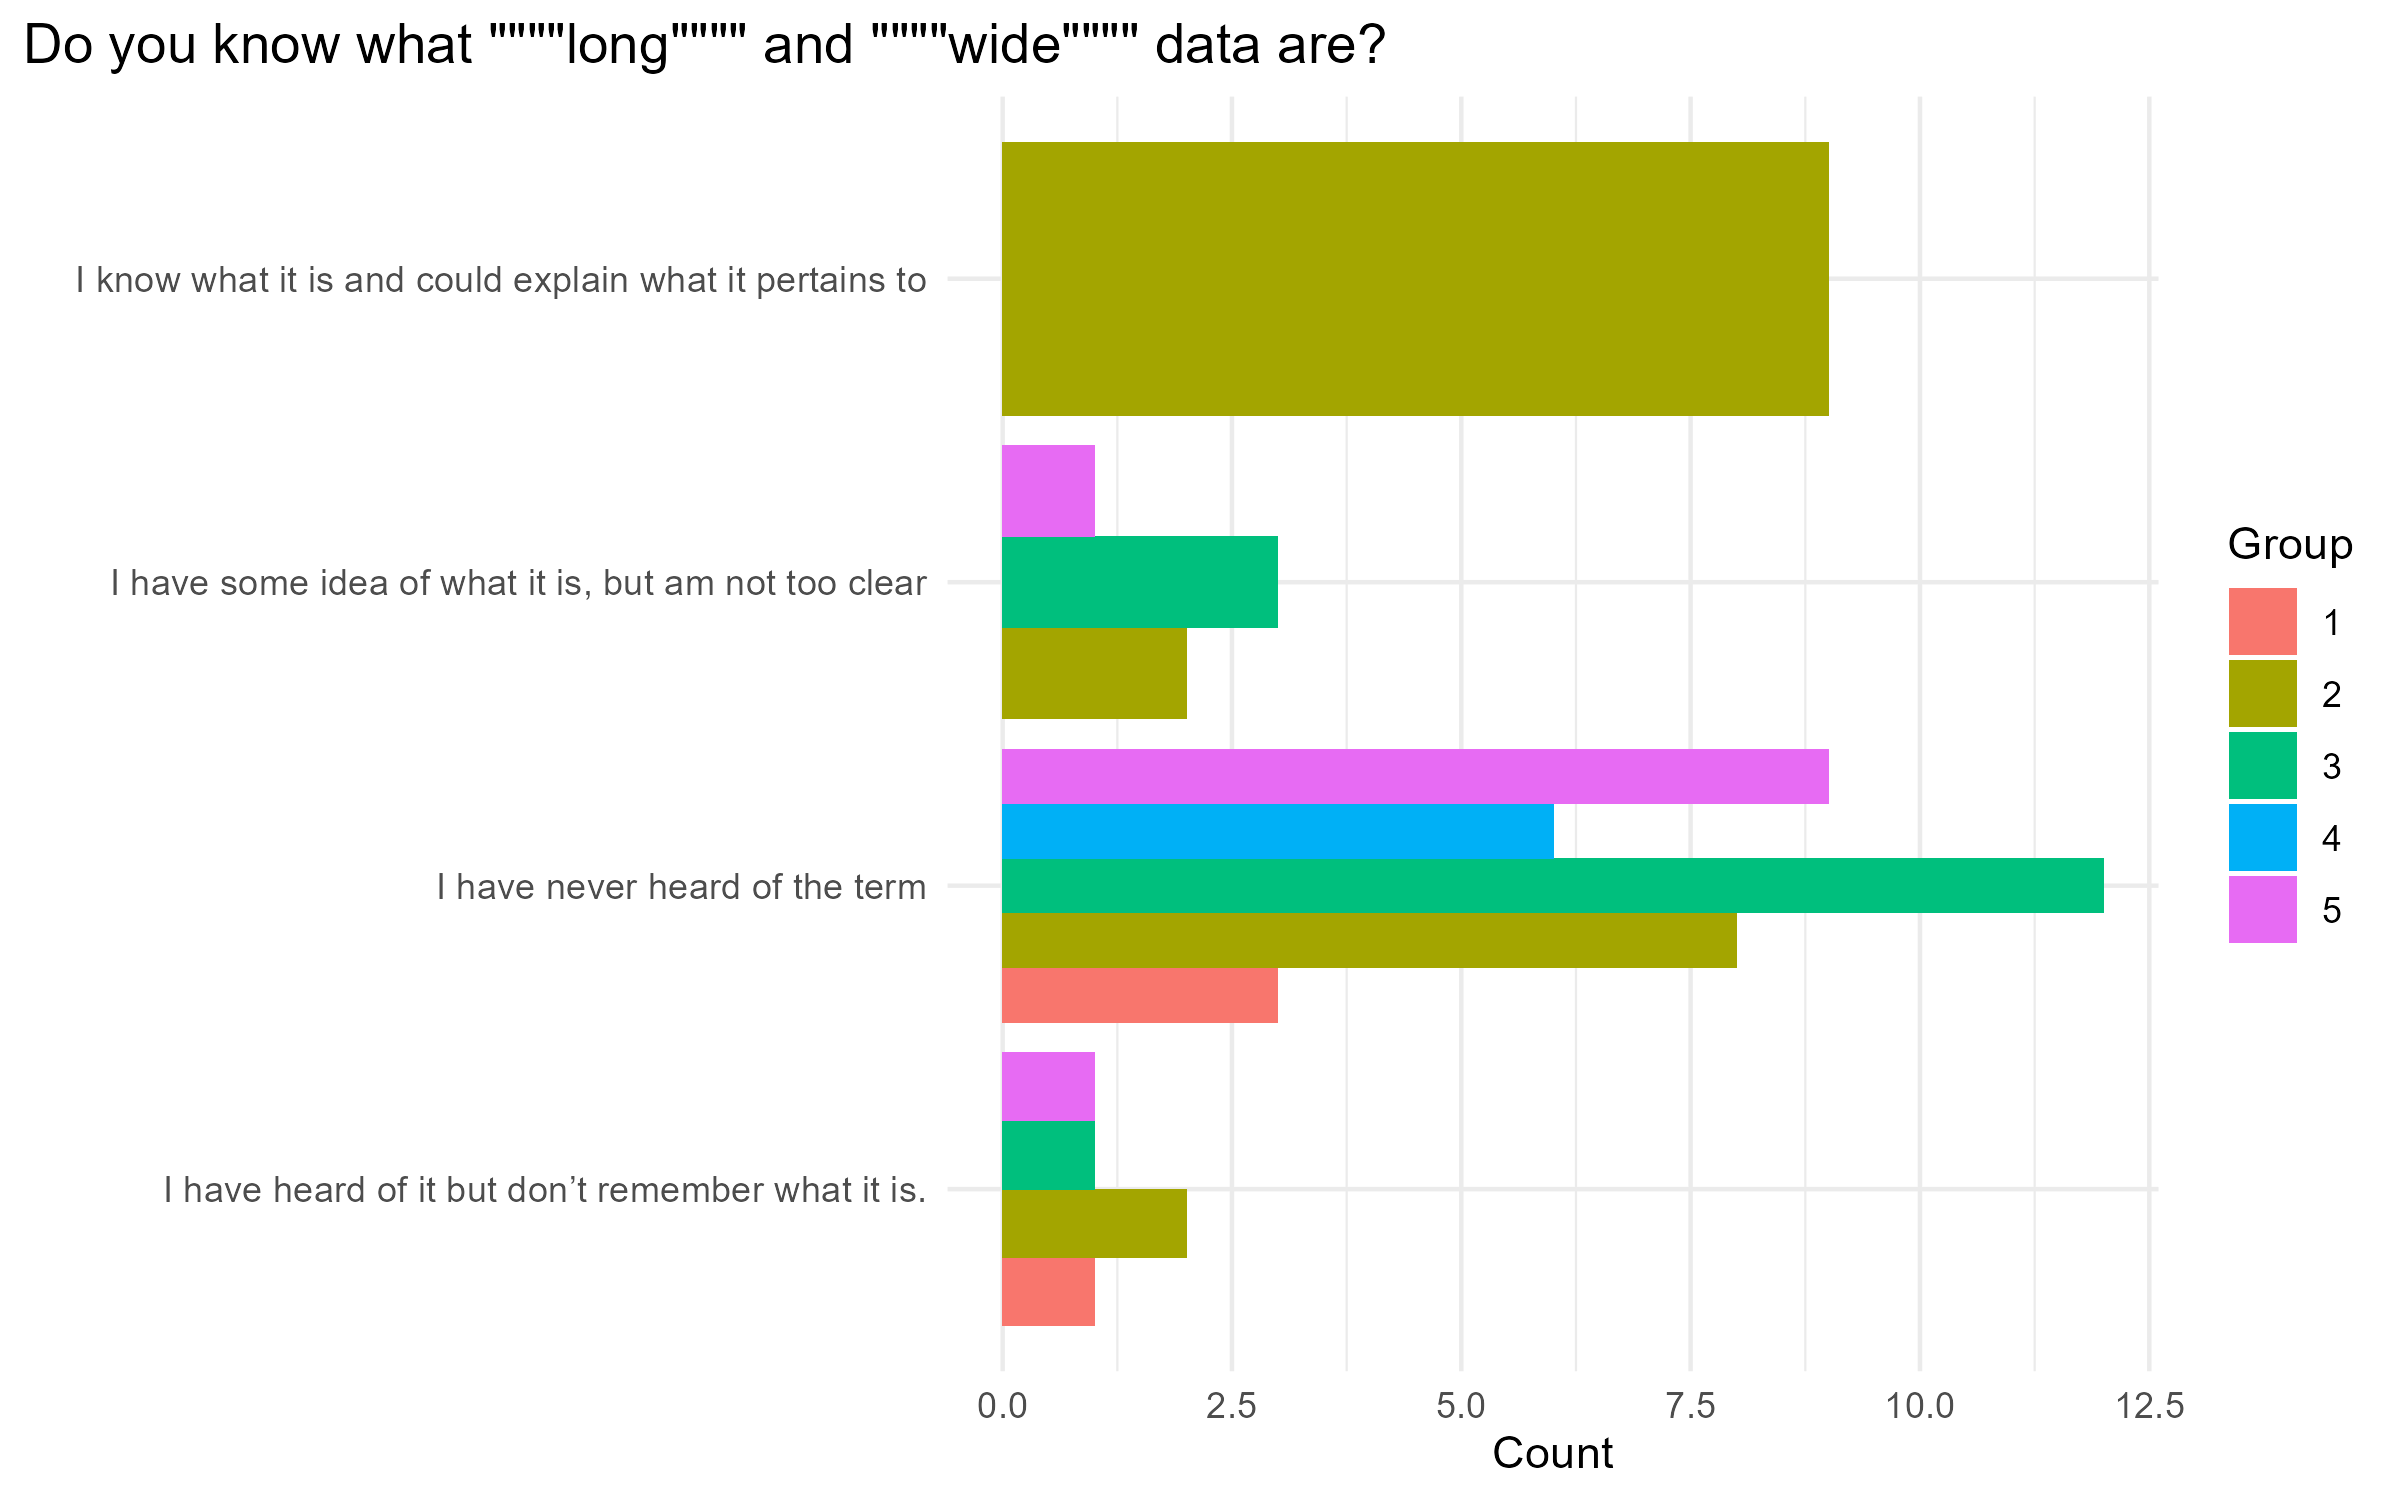 Do you know what """"long"""" and """"wide"""" data are?
I know what it is and could explain what it pertains to
I have some idea of what it is, but am not too clear
I have never heard of the term
I have heard of it but don’t remember what it is.
0.0 2.5 5.0 7.5 10.0 12.5
Count
Group
1
2
3
4
5